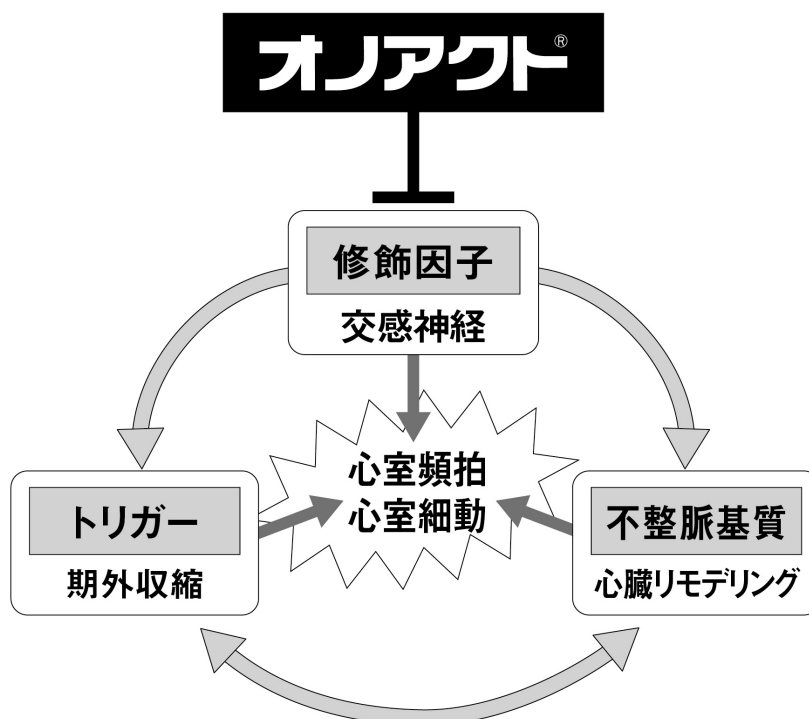 オノアクト®
修飾因子
交感神経
心室頻拍
心室細動
トリガー
期外収縮
不整脈基質
心臓リモデリング